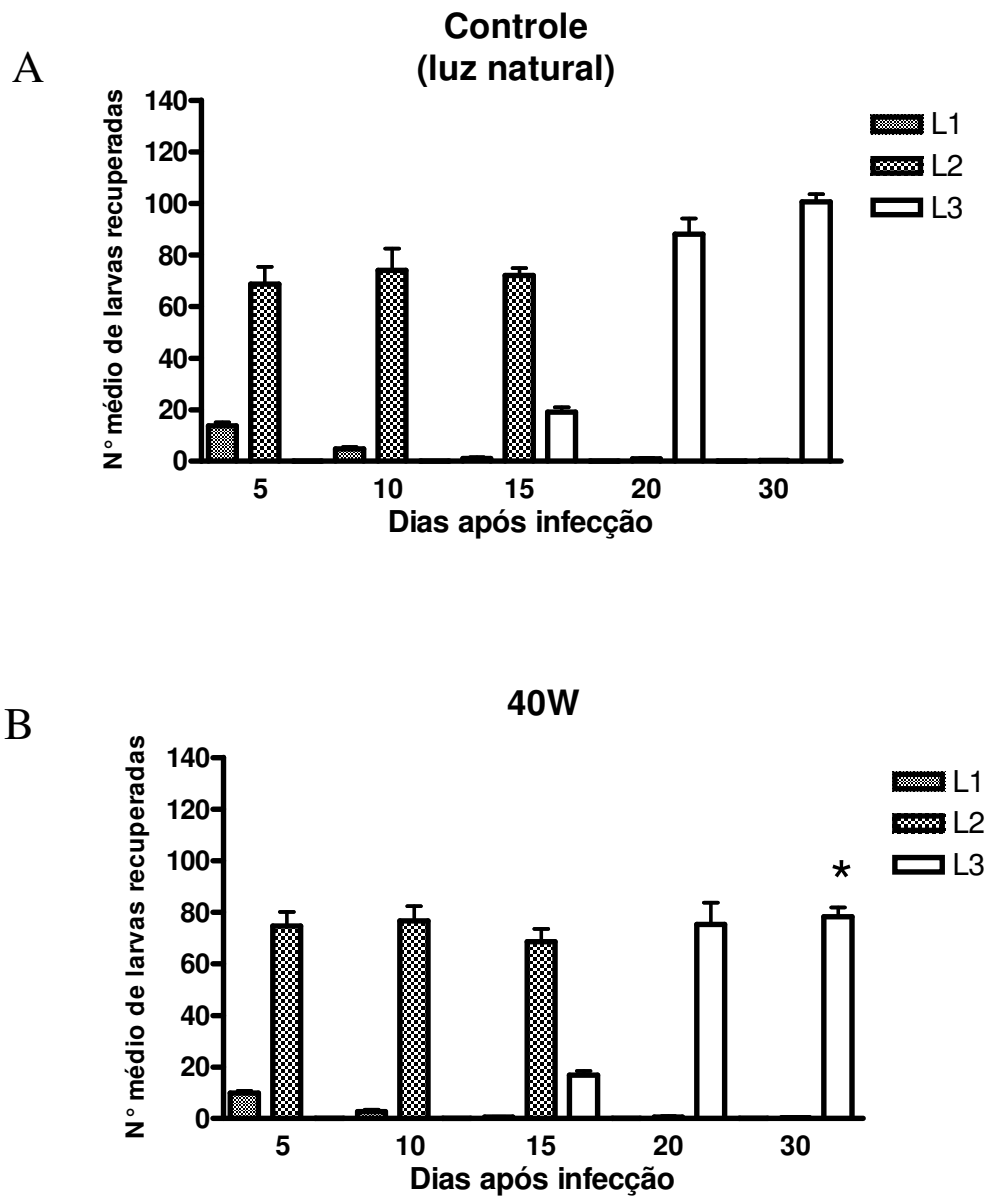 A
Controle
(luz natural)
N° médio de larvas recuperadas
140
120
100
80
60
40
20
0
5 10 15 20 30
Dias após infecção
L1
L2
L3
B
40W
N° médio de larvas recuperadas
140
120
100
80
60
40
20
0
*
5 10 15 20 30
Dias após infecção
L1
L2
L3